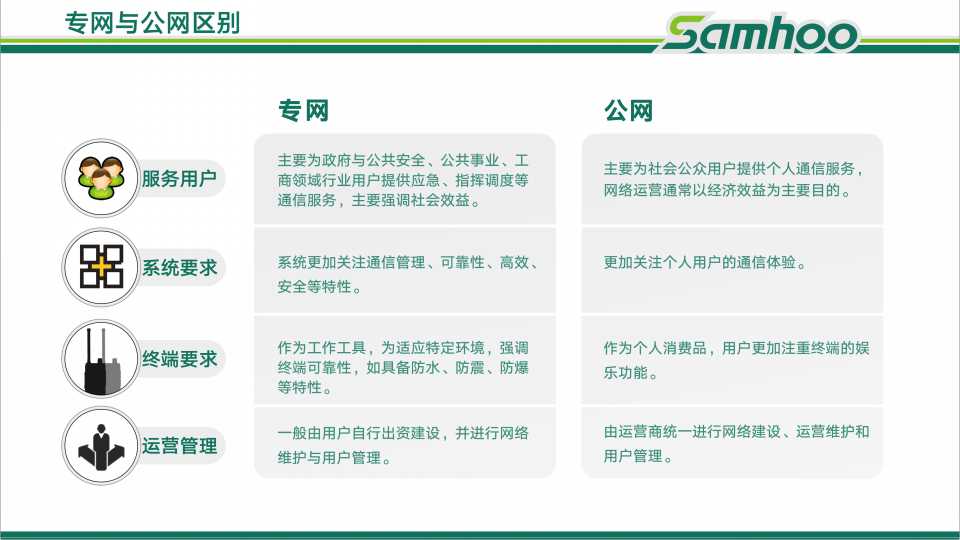 专网与公网区别
Samhoo
专网
公网
服务用户
主要为政府与公共安全、公共事业、工
商领域行业用户提供应急、指挥调度等
通信服务，主要强调社会效益。
主要为社会公众用户提供个人通信服务，
网络运营通常以经济效益为主要目的。
系统要求
系统更加关注通信管理、可靠性、高效、
安全等特性。
更加关注个人用户的通信体验。
终端要求
作为工作工具，为适应特定环境，强调
终端可靠性，如具备防水、防震、防爆
等特性。
作为个人消费品，用户更加注重终端的娱
乐功能。
运营管理
一般由用户自行出资建设，并进行网络
维护与用户管理。
由运营商统一进行网络建设、运营维护和
用户管理。